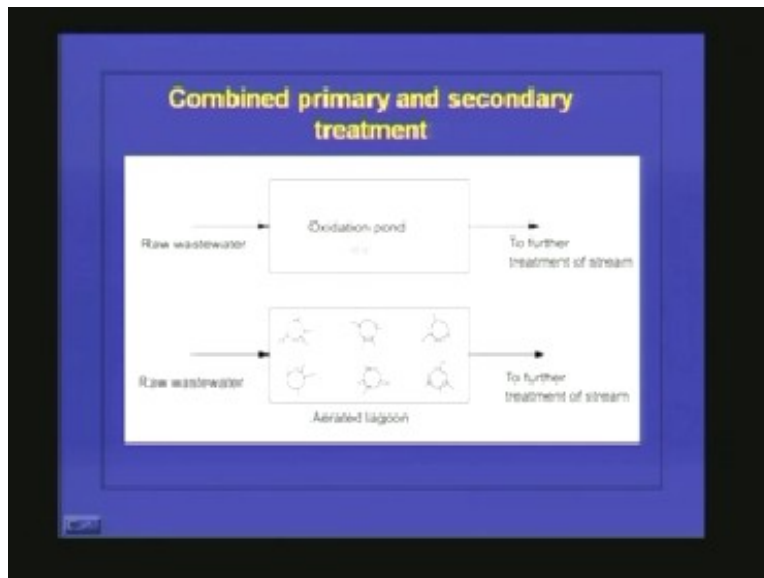 Combined primary and secondary
treatment
Raw wastewater
Oxidation pond
To further
treatment of stream
Raw wastewater
Aerated lagoon
To further
treatment of stream